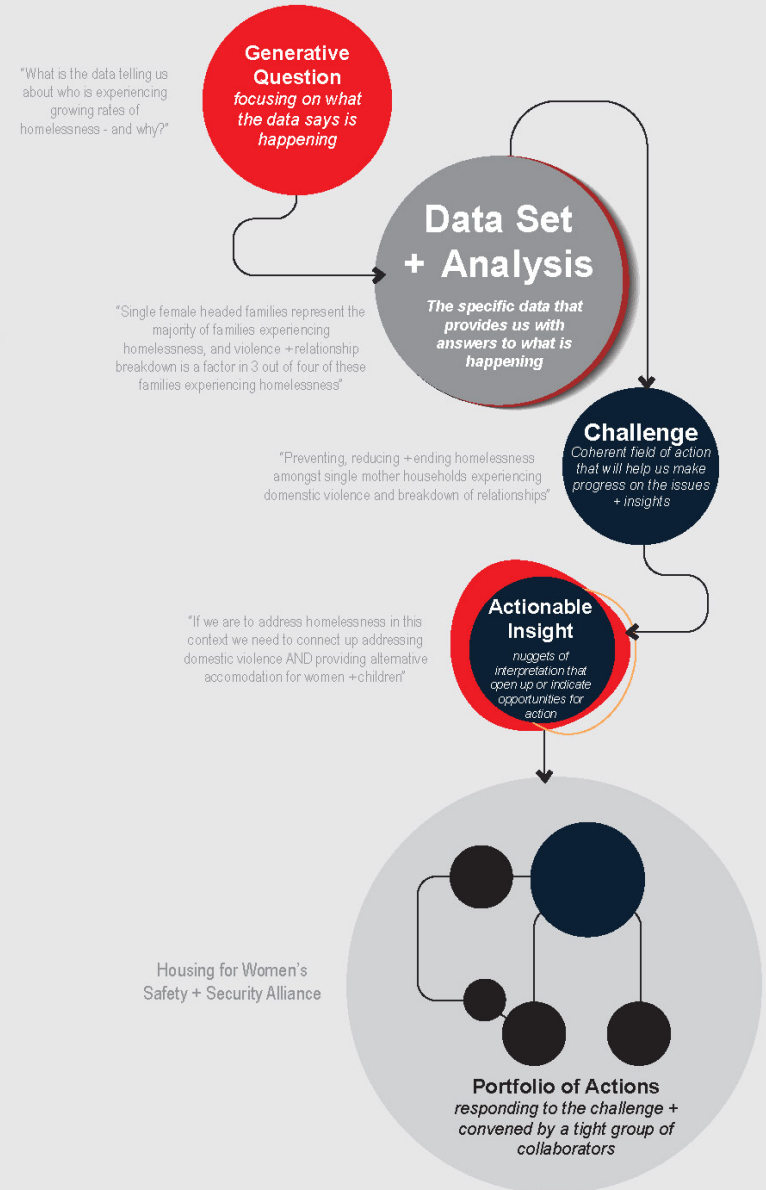 Generative
Question
focusing on what
the data says is
happening
"What is the data telling us
about who is experiencing
growing rates of
homelessness - and why?"
Data Set
+ Analysis
The specific data that
provides us with
answers to what is
happening
"Single female headed families represent the
majority of families experiencing
homelessness, and violence +relationship
breakdown is a factor in 3 out of four of these
families experiencing homelessness"
Challenge
Coherent field of action
that will help us make
progress on the issues
+ insights
"Preventing, reducing +ending homelessness
amongst single mother households experiencing
domenstic violence and breakdown of relationships"
Actionable
Insight
nuggets of
interpretation that
open up or indicate
opportunities for
action
"If we are to address homelessness in this
context we need to connect up addressing
domestic violence AND providing alternative
accomodation for women +children"
Housing for Women's
Safety + Security Alliance
Portfolio of Actions
responding to the challenge +
convened by a tight group of
collaborators